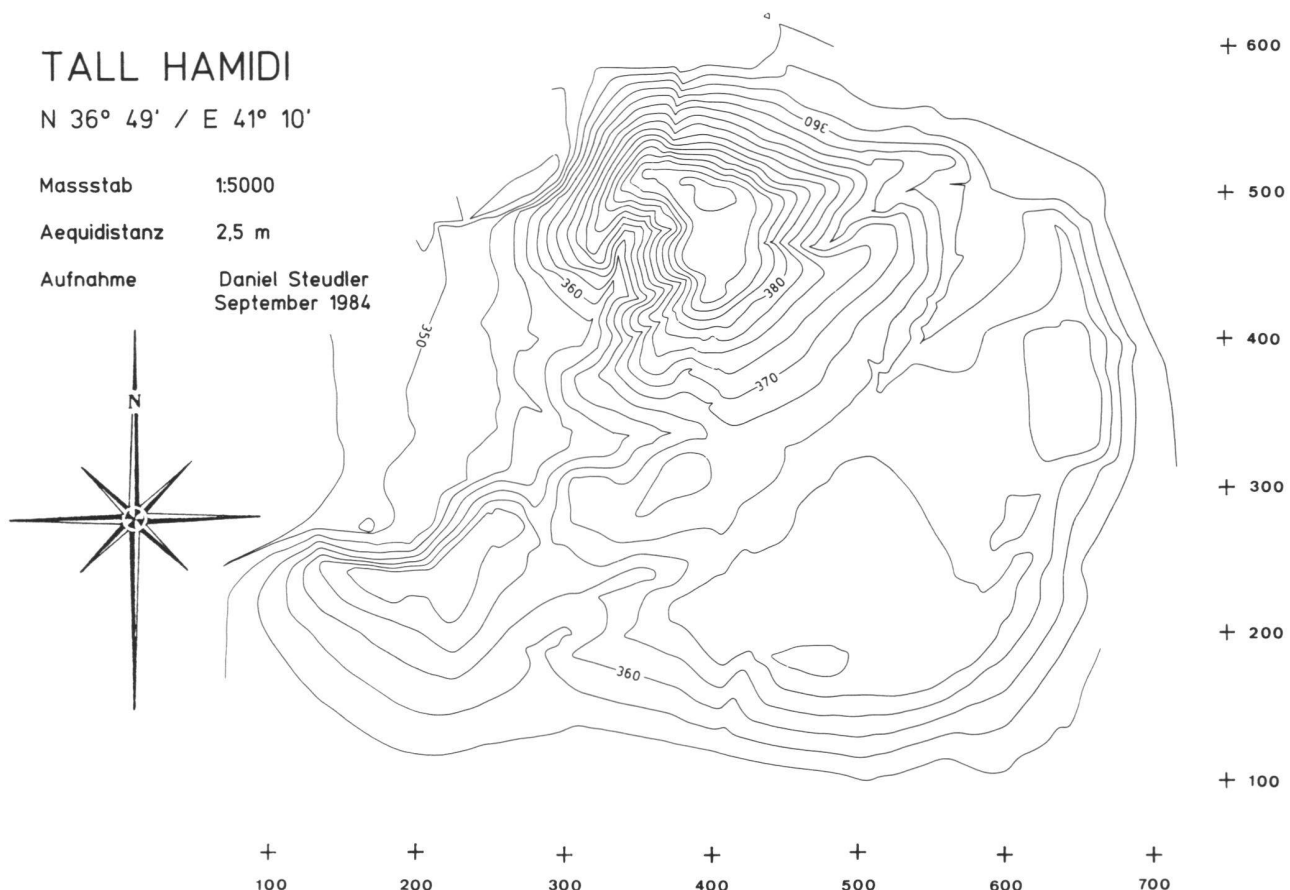 TALL HAMIDI
N 36° 49' / E 41° 10'
Massstab 1:5000
Aequidistanz 2,5 m
Aufnahme Daniel Steudler
September 1984
N
600
500
400
300
200
100
100 200 300 400 500 600 700
360
360
380
350
370
360